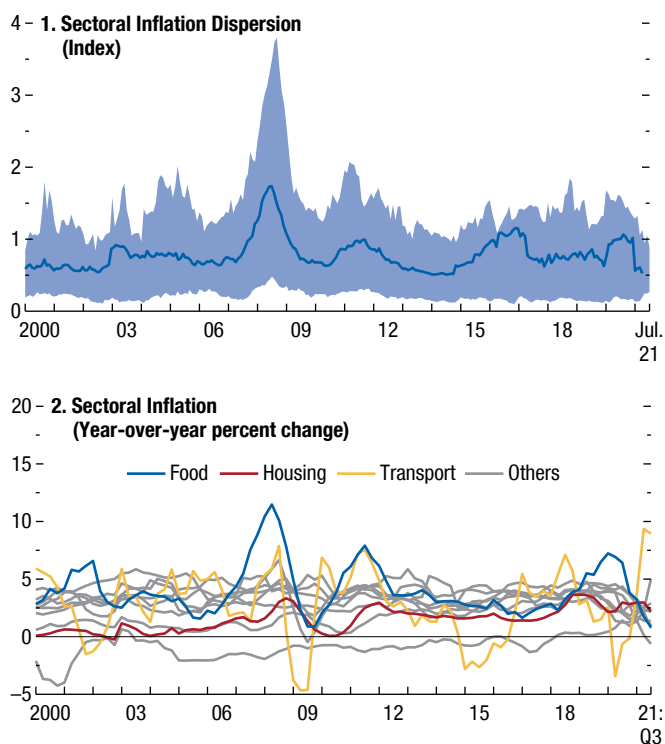 1. Sectoral Inflation Dispersion
(Index)
4
3
2
1
0
2000 03 06 09 12 15 18 Jul.
21
2. Sectoral Inflation
(Year-over-year percent change)
20
15
Food Housing Transport Others
10
5
0
–5
2000 03 06 09 12 15 18 21:
Q3